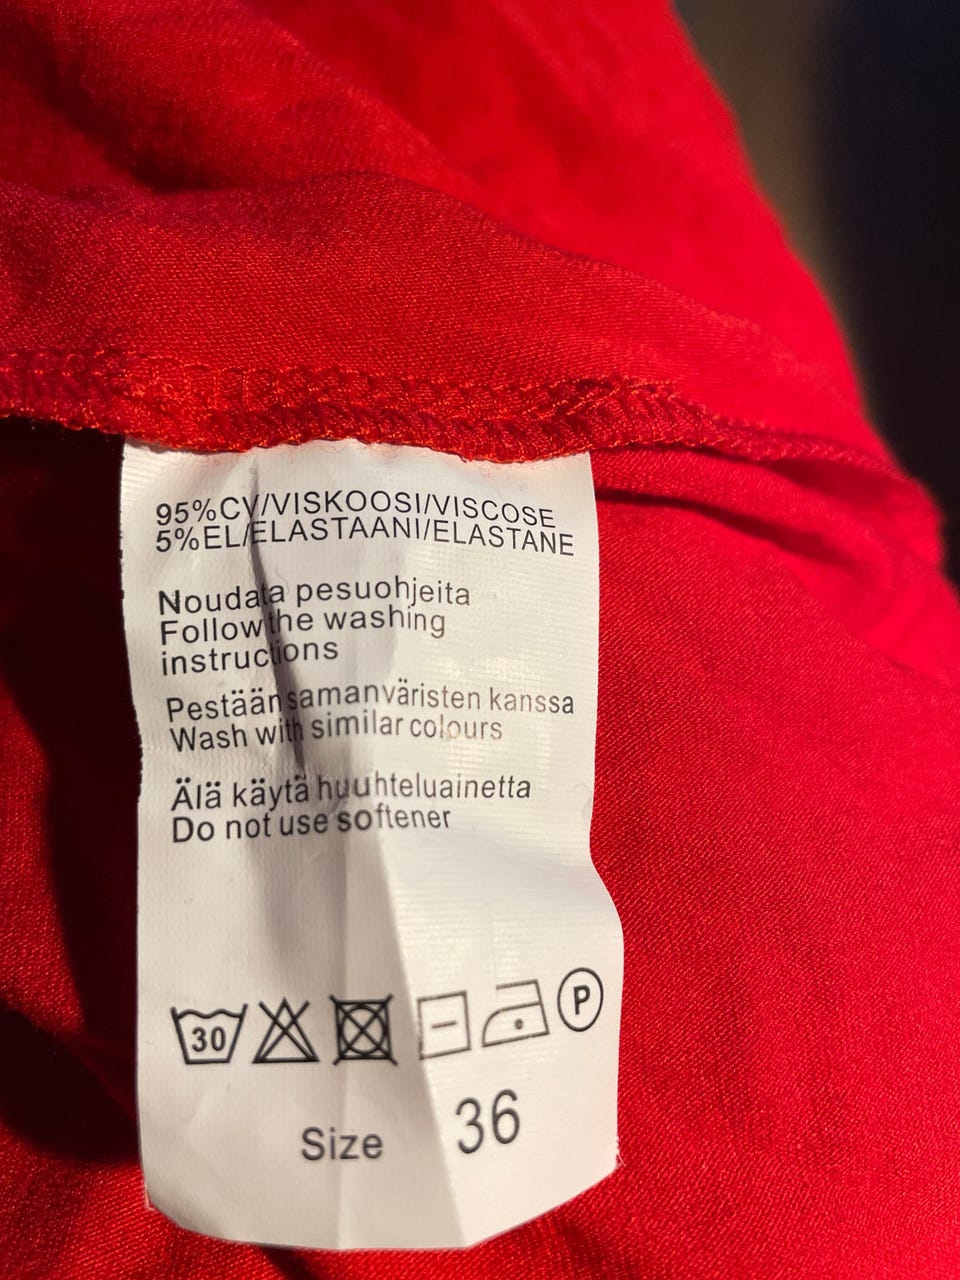 95%CV/VISKOOSI/VISCOSE
5%EL/ELASTAANI/ELASTANE
Noudata pesuohjeita
Follow the washing
instructions
Pestään samanväristen kanssa
Wash with similar colours
Älä käytä huuhteluainetta
Do not use softener
30 P
Size 36